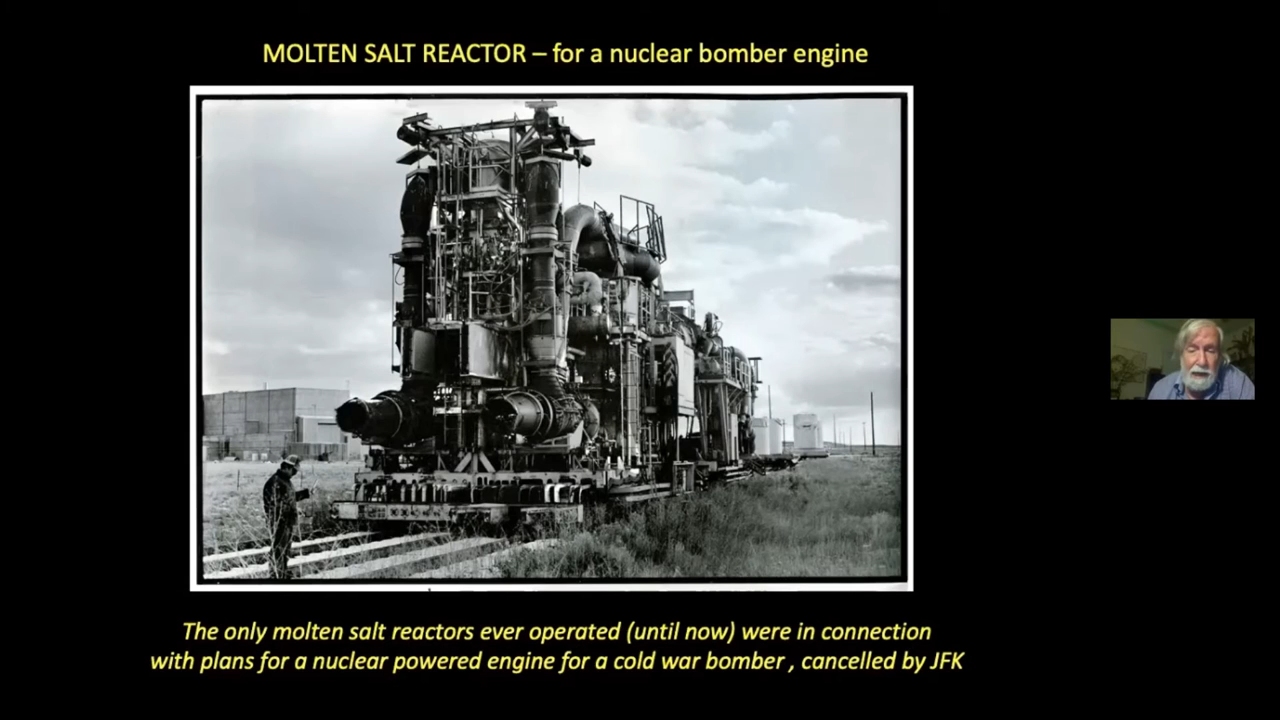 MOLTEN SALT REACTOR – for a nuclear bomber engine
The only molten salt reactors ever operated (until now) were in connection
with plans for a nuclear powered engine for a cold war bomber , cancelled by JFK